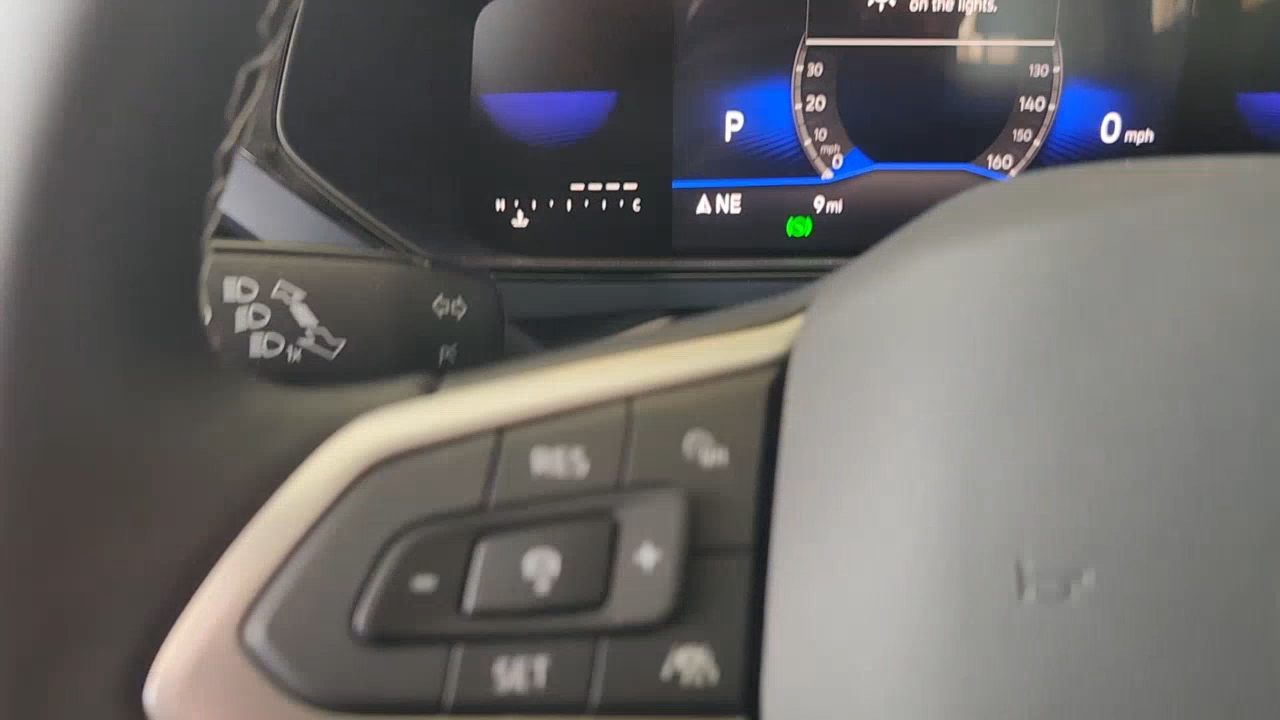 on the lights.
30
130
20
140
P
0 mph
10
150
mph
0
160
H
C
NE
9 mi
1x
RES
SET